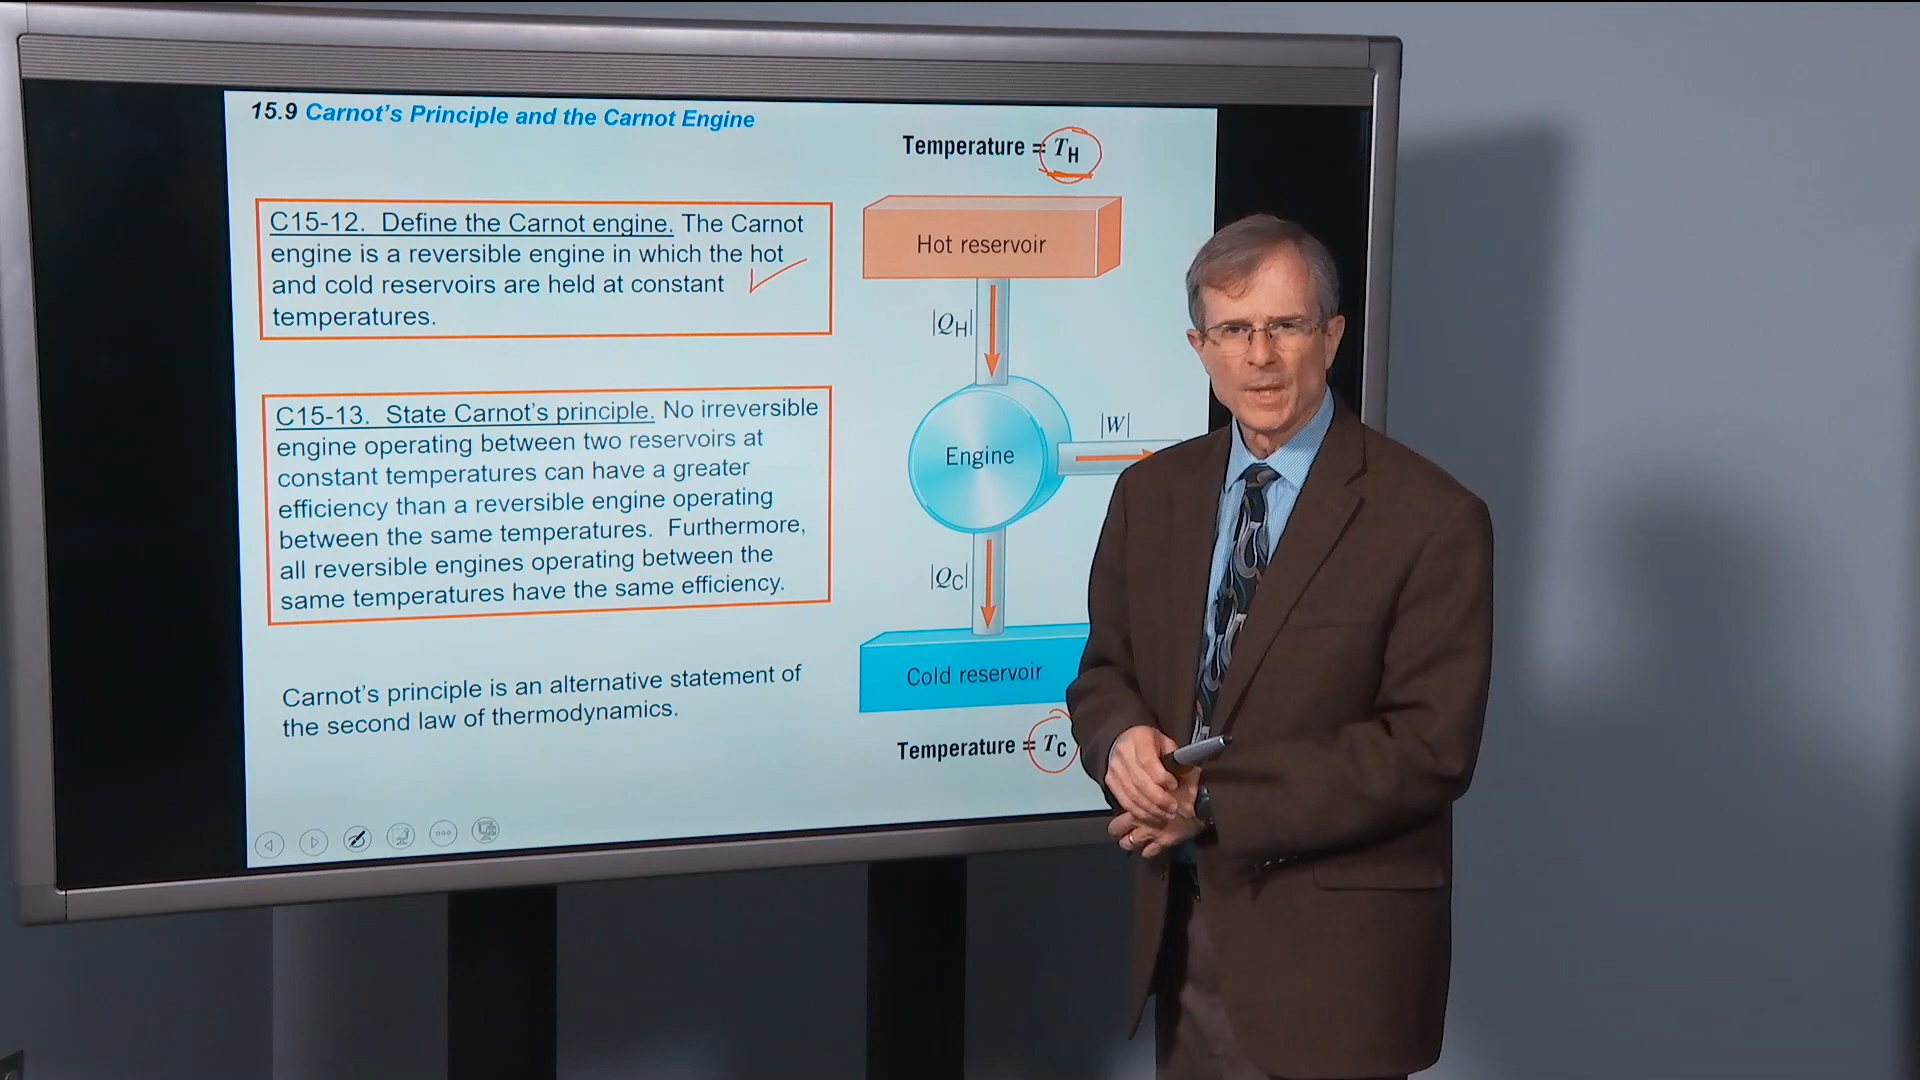 15.9 Carnot's Principle and the Carnot Engine
Temperature = TH
C15-12. Define the Carnot engine. The Carnot
engine is a reversible engine in which the hot
and cold reservoirs are held at constant
temperatures.
Hot reservoir
|QH|
C15-13. State Carnot's principle. No irreversible
engine operating between two reservoirs at
constant temperatures can have a greater
efficiency than a reversible engine operating
between the same temperatures. Furthermore,
all reversible engines operating between the
same temperatures have the same efficiency.
|W|
Engine
|QC|
Cold reservoir
Carnot's principle is an alternative statement of
the second law of thermodynamics.
Temperature = TC